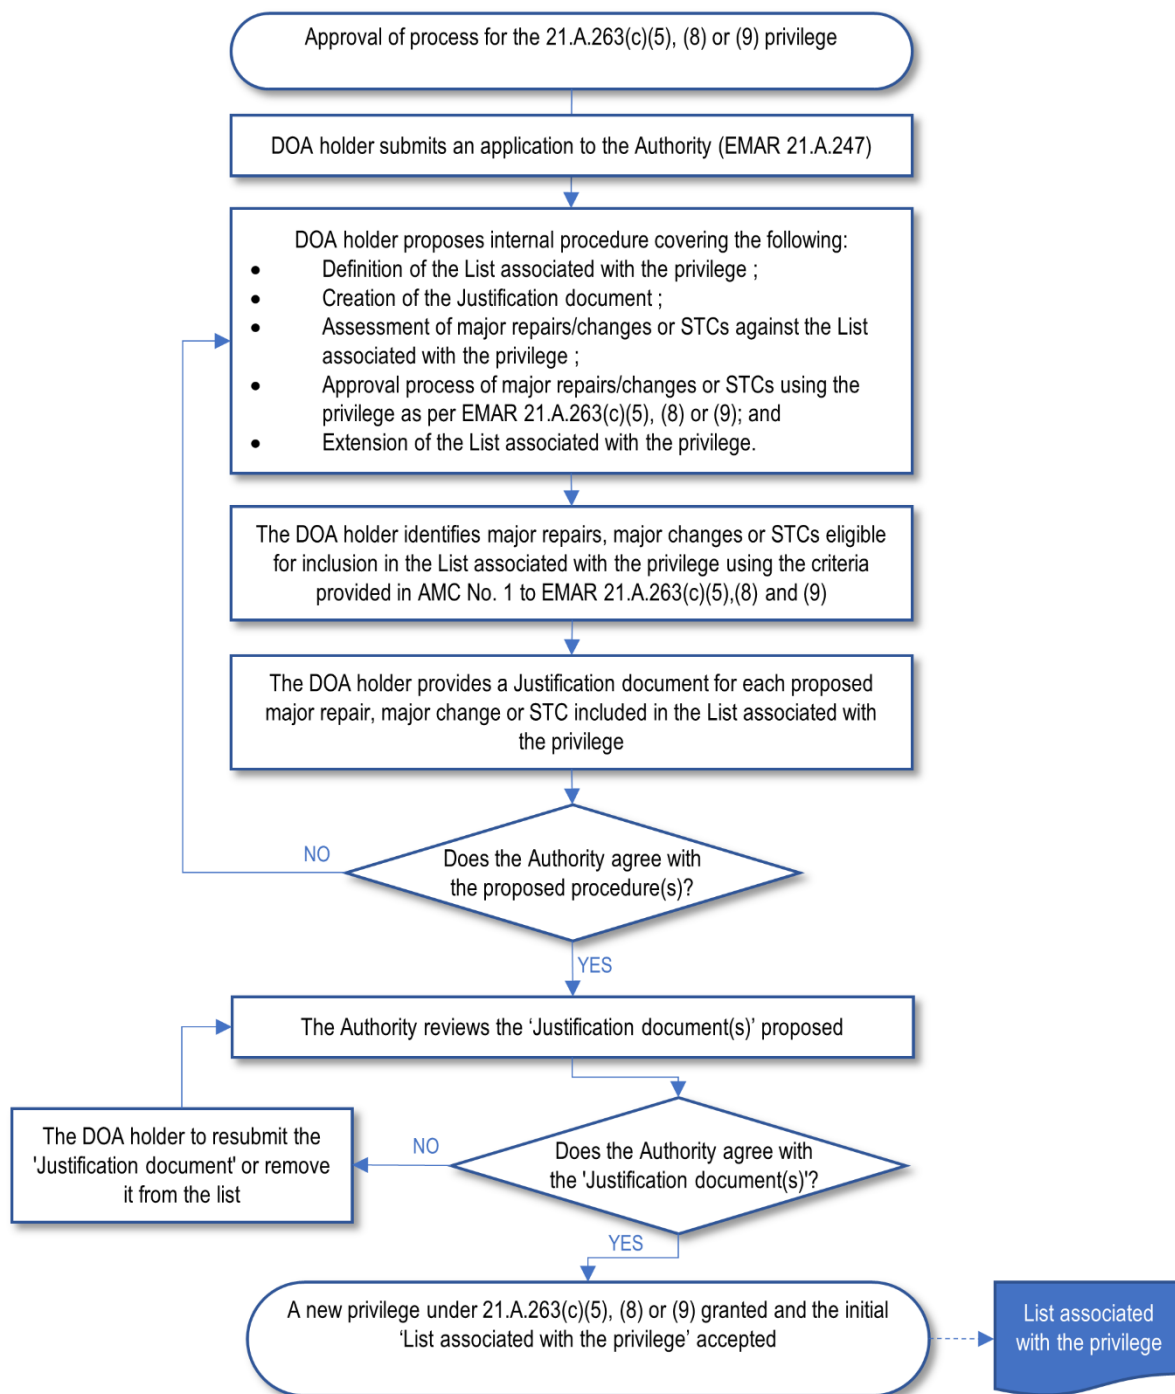 Approval of process for the 21.A.263(c)(5), (8) or (9) privilege
DOA holder submits an application to the Authority (EMAR 21.A.247)
DOA holder proposes internal procedure covering the following:
• Definition of the List associated with the privilege ;
• Creation of the Justification document ;
• Assessment of major repairs/changes or STCs against the List
associated with the privilege ;
• Approval process of major repairs/changes or STCs using the
privilege as per EMAR 21.A.263(c)(5), (8) or (9); and
• Extension of the List associated with the privilege.
The DOA holder identifies major repairs, major changes or STCs eligible
for inclusion in the List associated with the privilege using the criteria
provided in AMC No. 1 to EMAR 21.A.263(c)(5),(8) and (9)
The DOA holder provides a Justification document for each proposed
major repair, major change or STC included in the List associated with
the privilege
NO
Does the Authority agree with
the proposed procedure(s)?
YES
The Authority reviews the ‘Justification document(s)’ proposed
The DOA holder to resubmit the
'Justification document' or remove
it from the list
NO
Does the Authority agree with
the 'Justification document(s)'?
YES
A new privilege under 21.A.263(c)(5), (8) or (9) granted and the initial
‘List associated with the privilege’ accepted
List associated
with the privilege